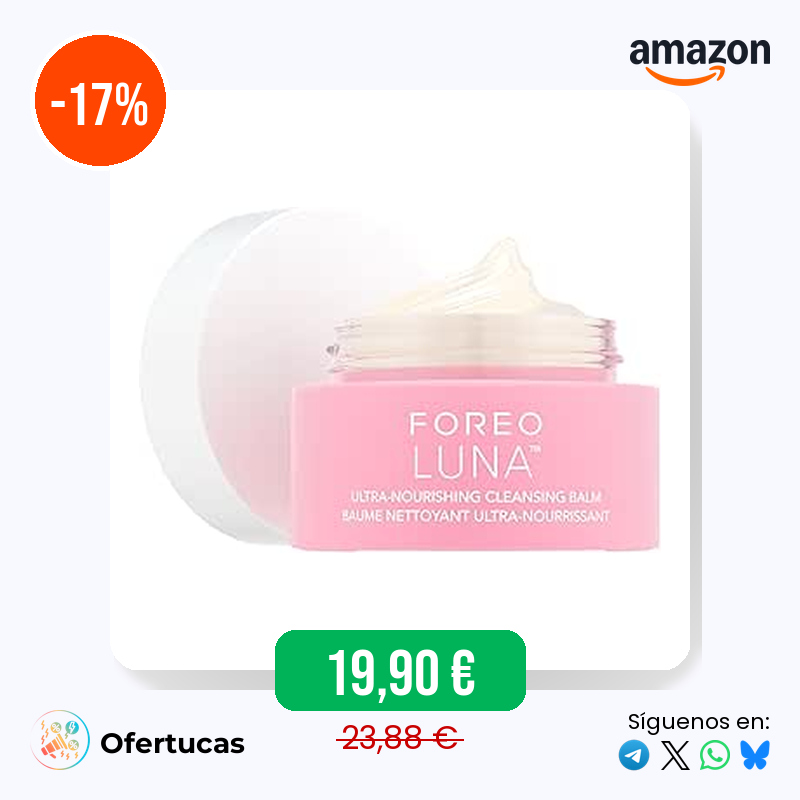 -17%
amazon
FOREO
LUNA™
ULTRA-NOURISHING CLEANSING BALM
BAUME NETTOYANT ULTRA-NOURRISSANT
19,90 €
23,88 €
Ofertucas
Síguenos en: